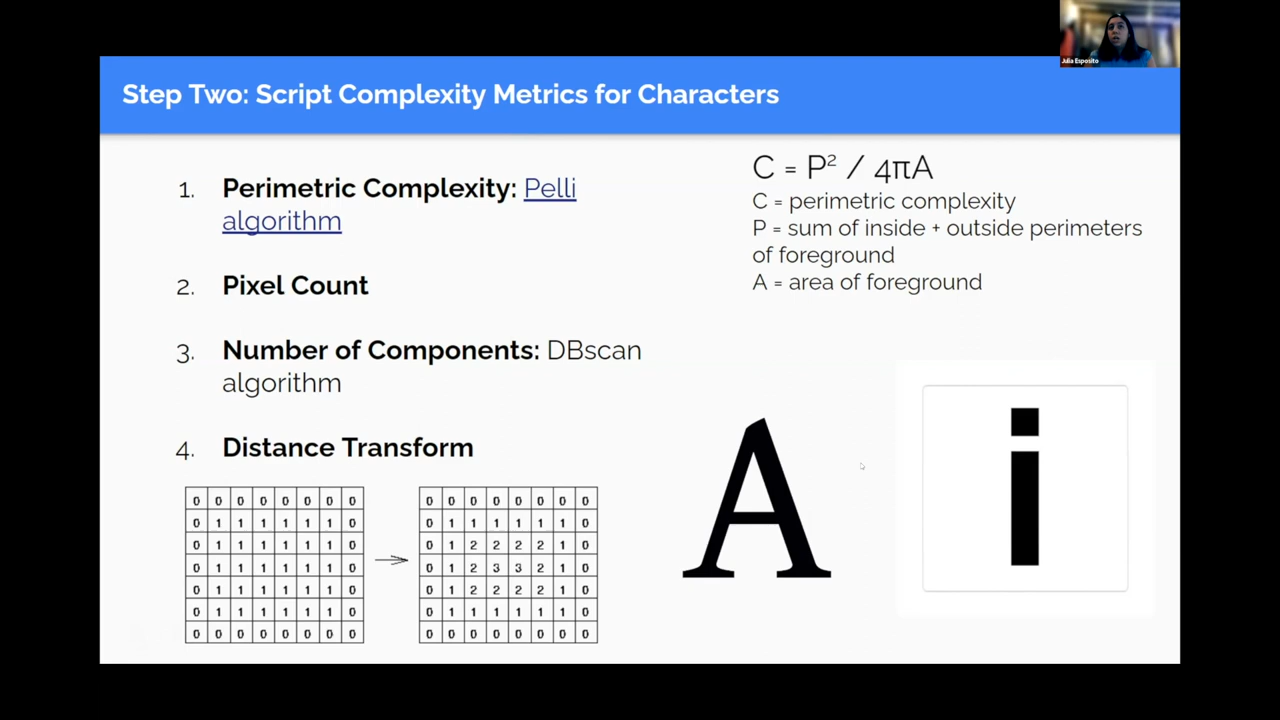 Julia Esposito
Step Two: Script Complexity Metrics for Characters
1. Perimetric Complexity: Pelli
algorithm
2. Pixel Count
3. Number of Components: DBscan
algorithm
4. Distance Transform
C = P² / 4πA
C = perimetric complexity
P = sum of inside + outside perimeters
of foreground
A = area of foreground
0 0 0 0 0 0 0 0
0 1 1 1 1 1 1 0
0 1 1 1 1 1 1 0
0 1 1 1 1 1 1 0
0 1 1 1 1 1 1 0
0 1 1 1 1 1 1 0
0 0 0 0 0 0 0 0
0 0 0 0 0 0 0 0
0 1 1 1 1 1 1 0
0 1 2 2 2 2 1 0
0 1 2 3 3 2 1 0
0 1 2 2 2 2 1 0
0 1 1 1 1 1 1 0
0 0 0 0 0 0 0 0
A
i